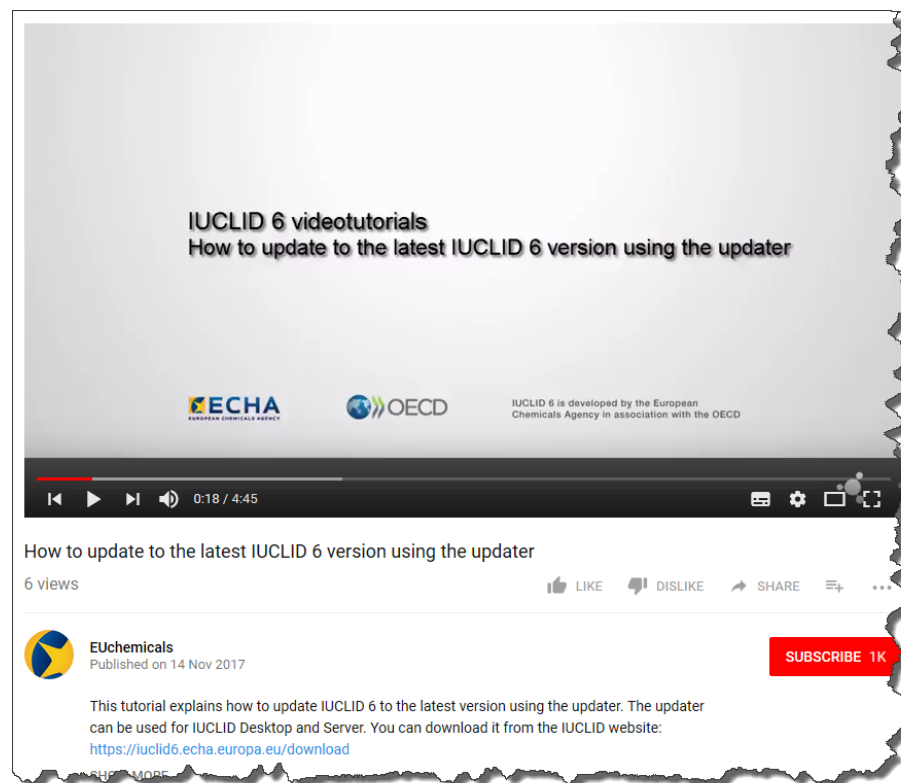 IUCLID 6 videotutorials
How to update to the latest IUCLID 6 version using the updater
ECHA
EUROPEAN CHEMICALS AGENCY
OECD
IUCLID 6 is developed by the European
Chemicals Agency in association with the OECD
0:18 / 4:45
How to update to the latest IUCLID 6 version using the updater
6 views
LIKE DISLIKE SHARE
EUchemicals
Published on 14 Nov 2017
SUBSCRIBE 1K
This tutorial explains how to update IUCLID 6 to the latest version using the updater. The updater
can be used for IUCLID Desktop and Server. You can download it from the IUCLID website:
https://iuclid6.echa.europa.eu/download
SHOW MORE